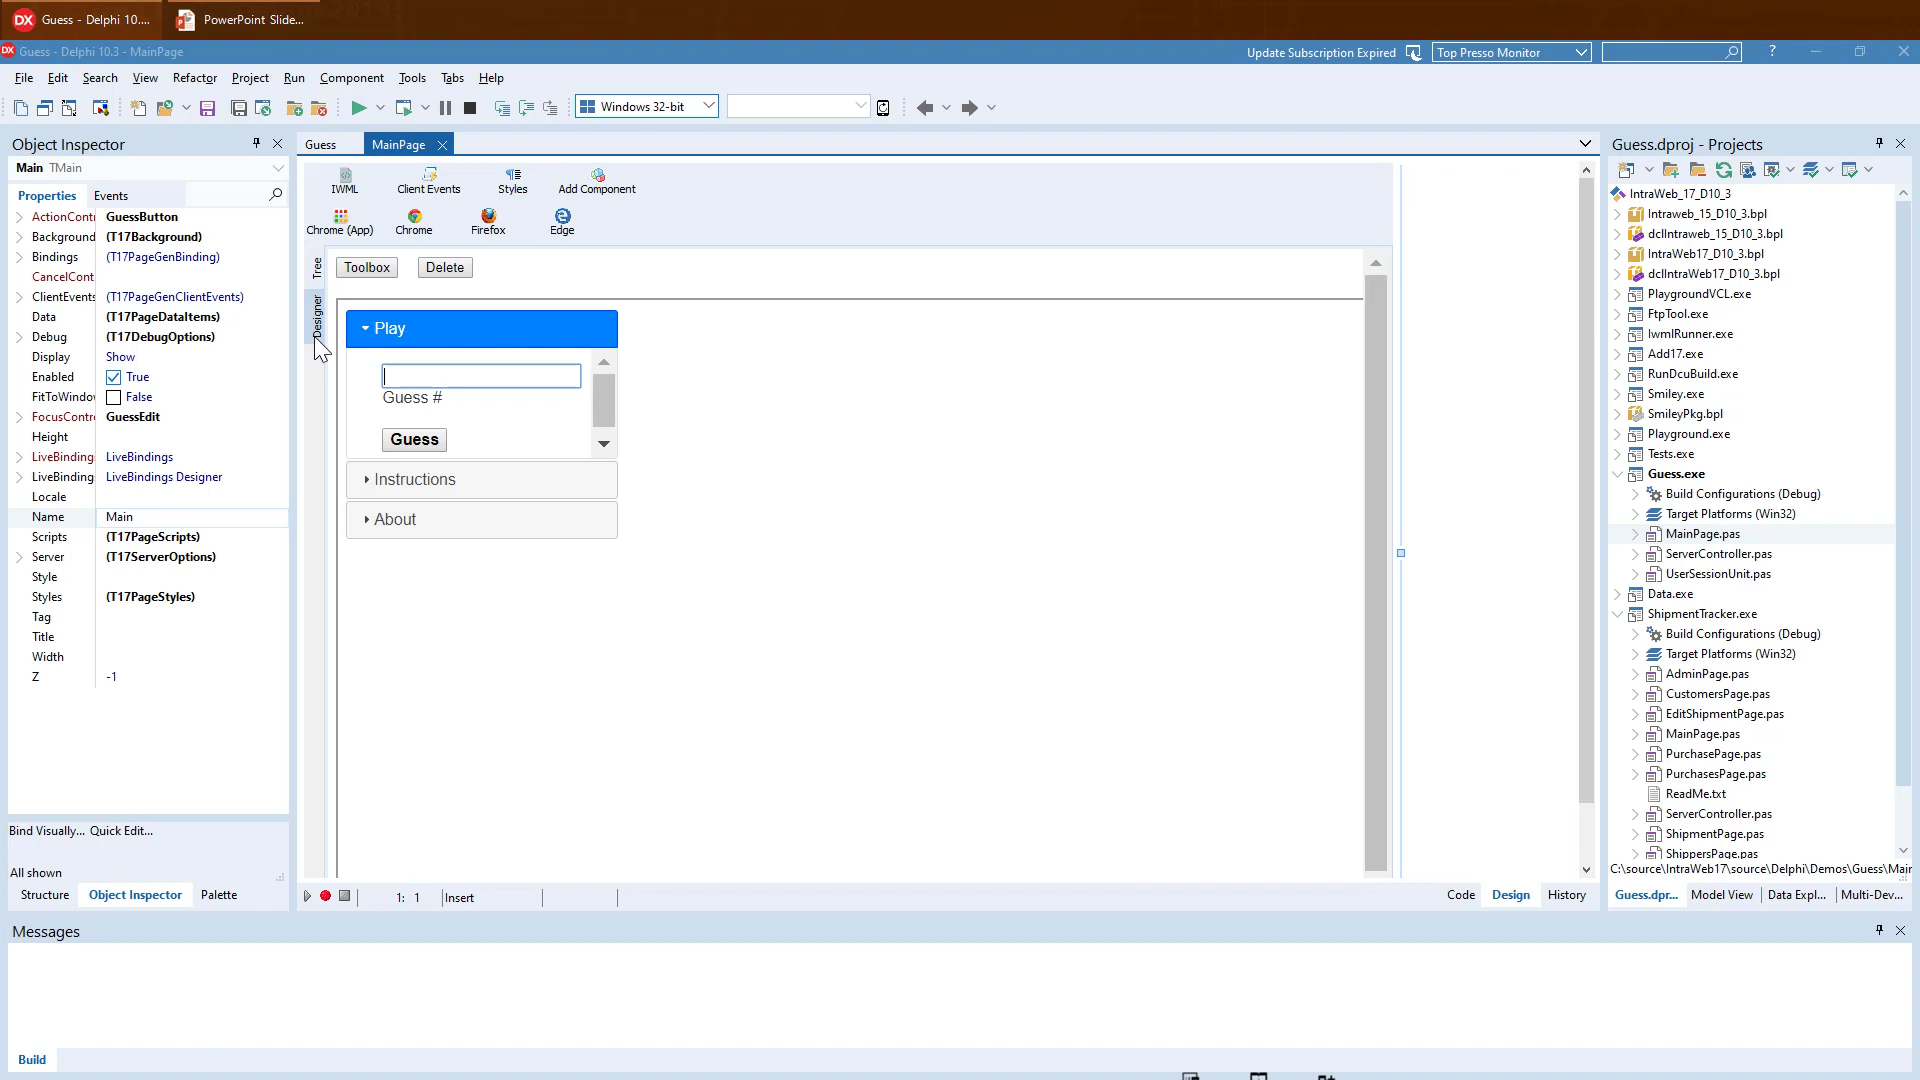 Guess - Delphi 10....
PowerPoint Slide...
Guess - Delphi 10.3 - MainPage
Update Subscription Expired
Top Presso Monitor
File Edit Search View Refactor Project Run Component Tools Tabs Help
Windows 32-bit
Object Inspector
Main TMain
Properties Events
ActionContr GuessButton
Background (T17Background)
Bindings (T17PageGenBinding)
CancelCont
ClientEvents (T17PageGenClientEvents)
Data (T17PageDataItems)
Debug (T17DebugOptions)
Display Show
Enabled True
FitToWindow False
FocusContr GuessEdit
Height
LiveBinding LiveBindings
LiveBinding LiveBindings Designer
Locale
Name Main
Scripts (T17PageScripts)
Server (T17ServerOptions)
Style
Styles (T17PageStyles)
Tag
Title
Width
Z -1
Bind Visually... Quick Edit...
All shown
Structure Object Inspector Palette
Guess MainPage
IWML Client Events Styles Add Component
Chrome (App) Chrome Firefox Edge
Tree
Designer
Toolbox Delete
Play
Guess #
Guess
Instructions
About
1: 1 Insert
Code Design History
Guess.dproj - Projects
IntraWeb_17_D10_3
Intraweb_15_D10_3.bpl
dclIntraweb_15_D10_3.bpl
IntraWeb17_D10_3.bpl
dclIntraWeb17_D10_3.bpl
PlaygroundVCL.exe
FtpTool.exe
IwmlRunner.exe
Add17.exe
RunDcuBuild.exe
Smiley.exe
SmileyPkg.bpl
Playground.exe
Tests.exe
Guess.exe
Build Configurations (Debug)
Target Platforms (Win32)
MainPage.pas
ServerController.pas
UserSessionUnit.pas
Data.exe
ShipmentTracker.exe
Build Configurations (Debug)
Target Platforms (Win32)
AdminPage.pas
CustomersPage.pas
EditShipmentPage.pas
MainPage.pas
PurchasePage.pas
PurchasesPage.pas
ReadMe.txt
ServerController.pas
ShipmentPage.pas
ShippersPage.pas
C:\source\IntraWeb17\source\Delphi\Demos\Guess\Mair
Guess.dpr... Model View Data Expl... Multi-Dev...
Messages
Build